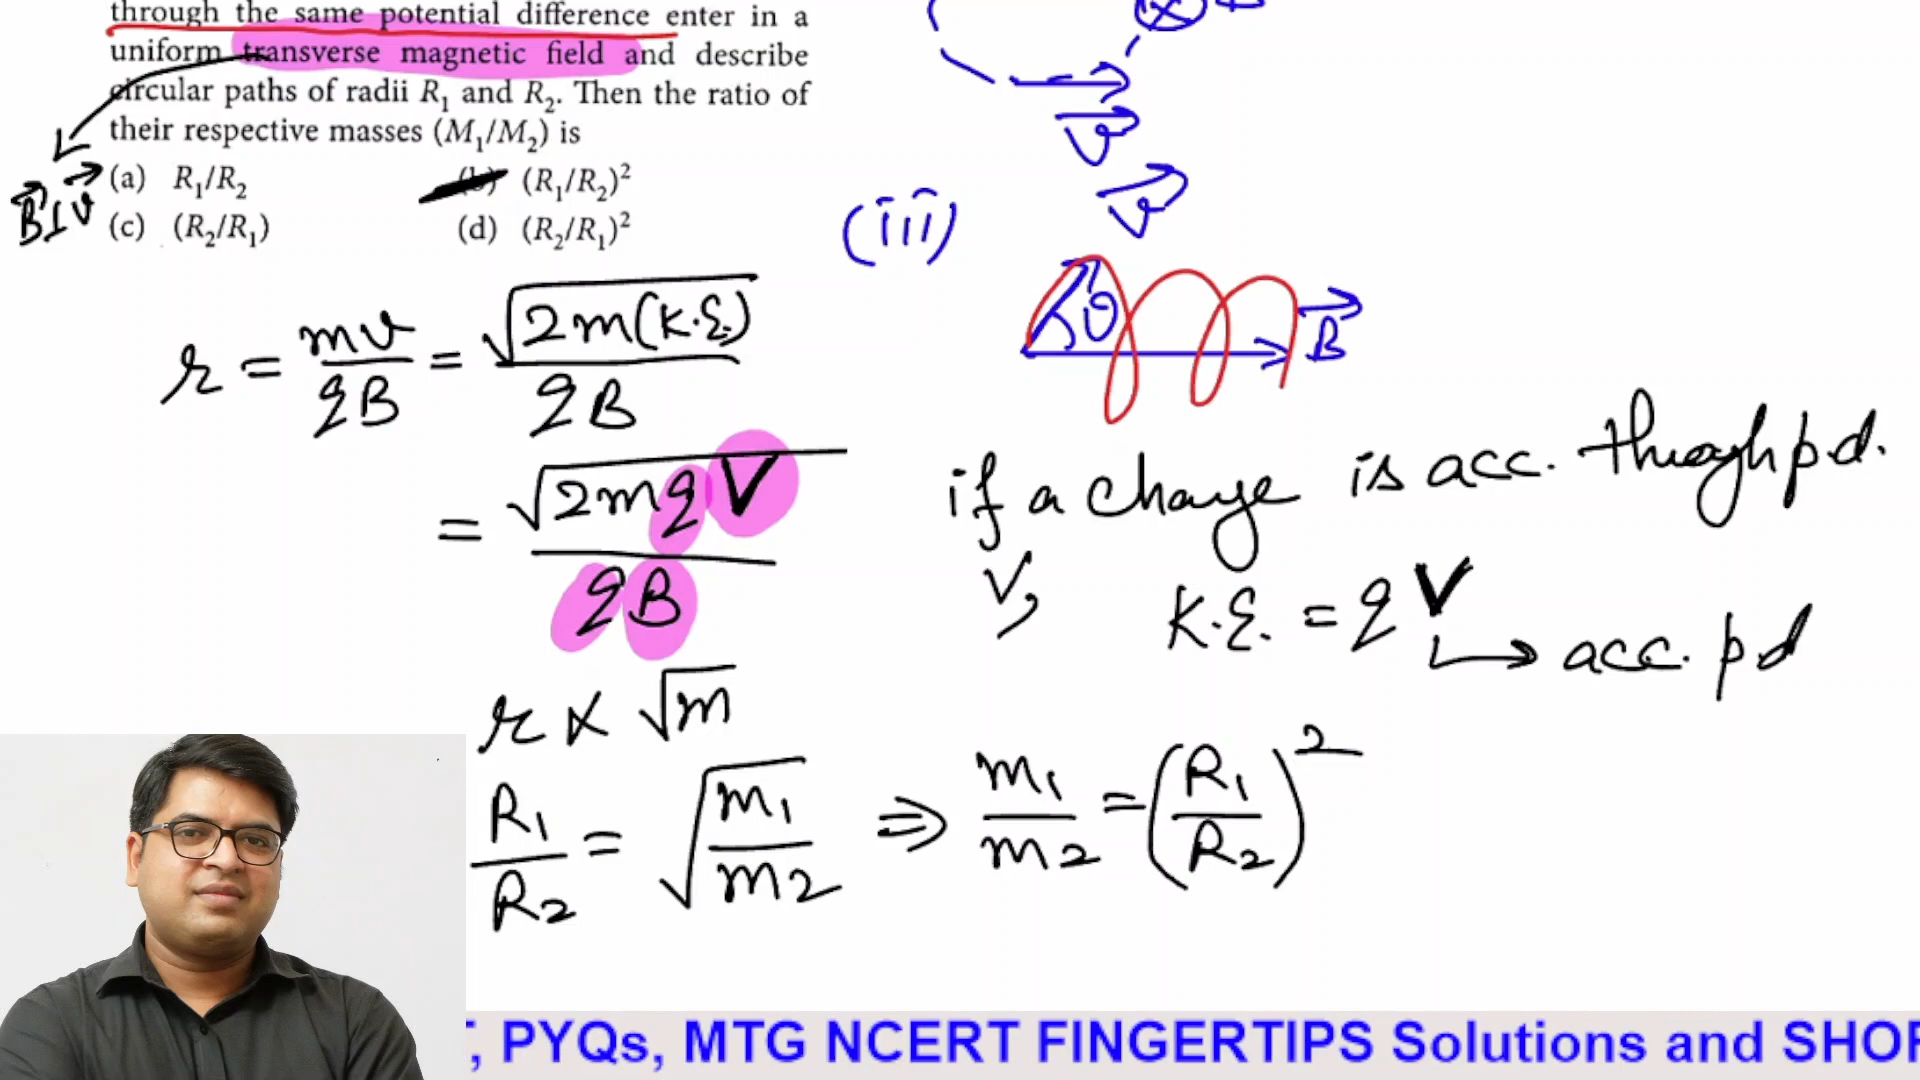 through the same potential difference enter in a
uniform transverse magnetic field and describe
circular paths of radii R₁ and R₂. Then the ratio of
their respective masses (M₁/M₂) is
(a) R₁/R₂
(b) (R₁/R₂)²
(c) (R₂/R₁)
(d) (R₂/R₁)²
B⃗ ⊥ v⃗
v⃗
v⃗
(iii)
θ
B⃗
r = mv/qB = √2m(K.E.)/qB
= √2mqV/qB
if a charge is acc. through p.d.
V,
K.E. = qV
↳ acc. pd
r ∝ √m
R₁/R₂ = √m₁/m₂ ⇒ m₁/m₂ = (R₁/R₂)²
, PYQs, MTG NCERT FINGERTIPS Solutions and